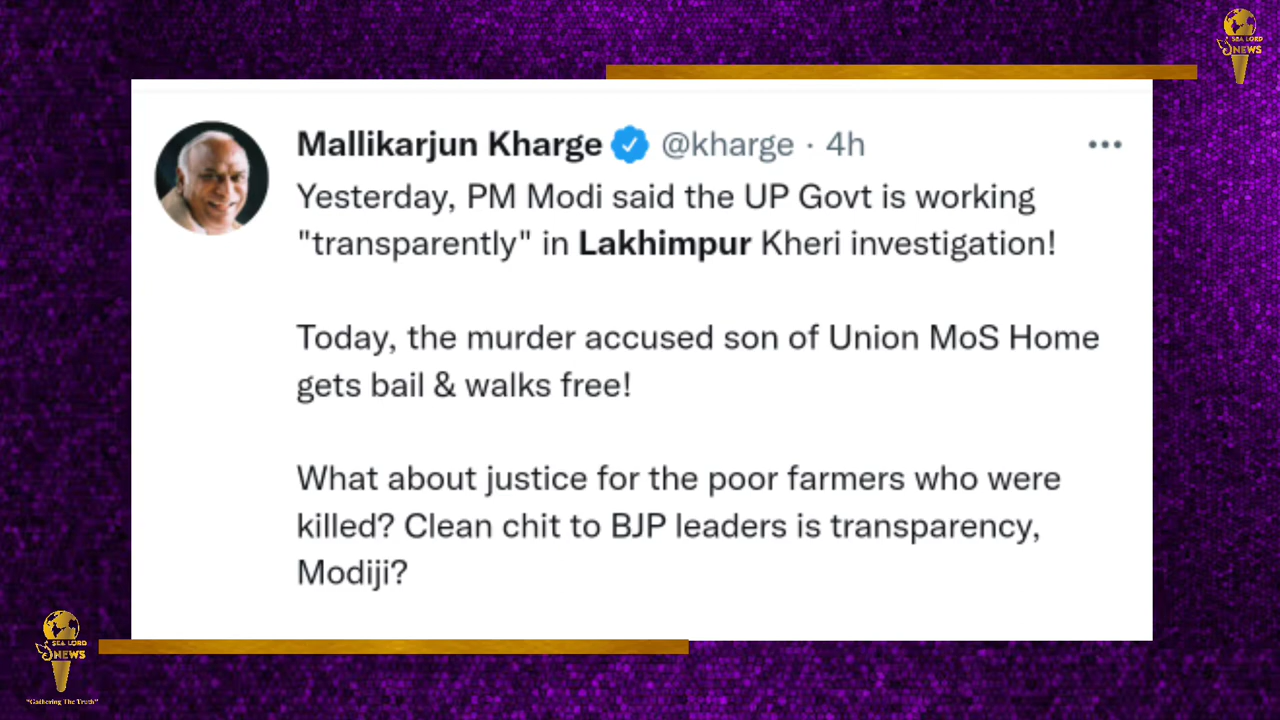 SEA LORD
NEWS
Mallikarjun Kharge @kharge · 4h
Yesterday, PM Modi said the UP Govt is working
"transparently" in Lakhimpur Kheri investigation!
Today, the murder accused son of Union MoS Home
gets bail & walks free!
What about justice for the poor farmers who were
killed? Clean chit to BJP leaders is transparency,
Modiji?
SEA LORD
NEWS
"Gathering The Truth"